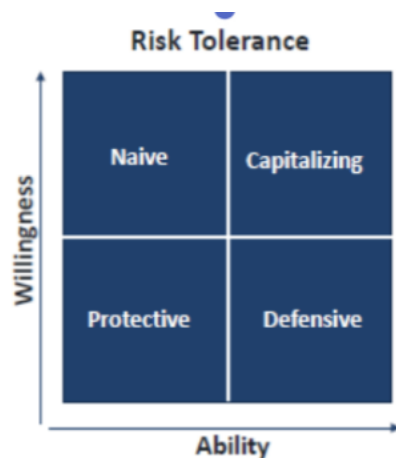 Risk Tolerance
Willingness
Naive
Capitalizing
Protective
Defensive
Ability